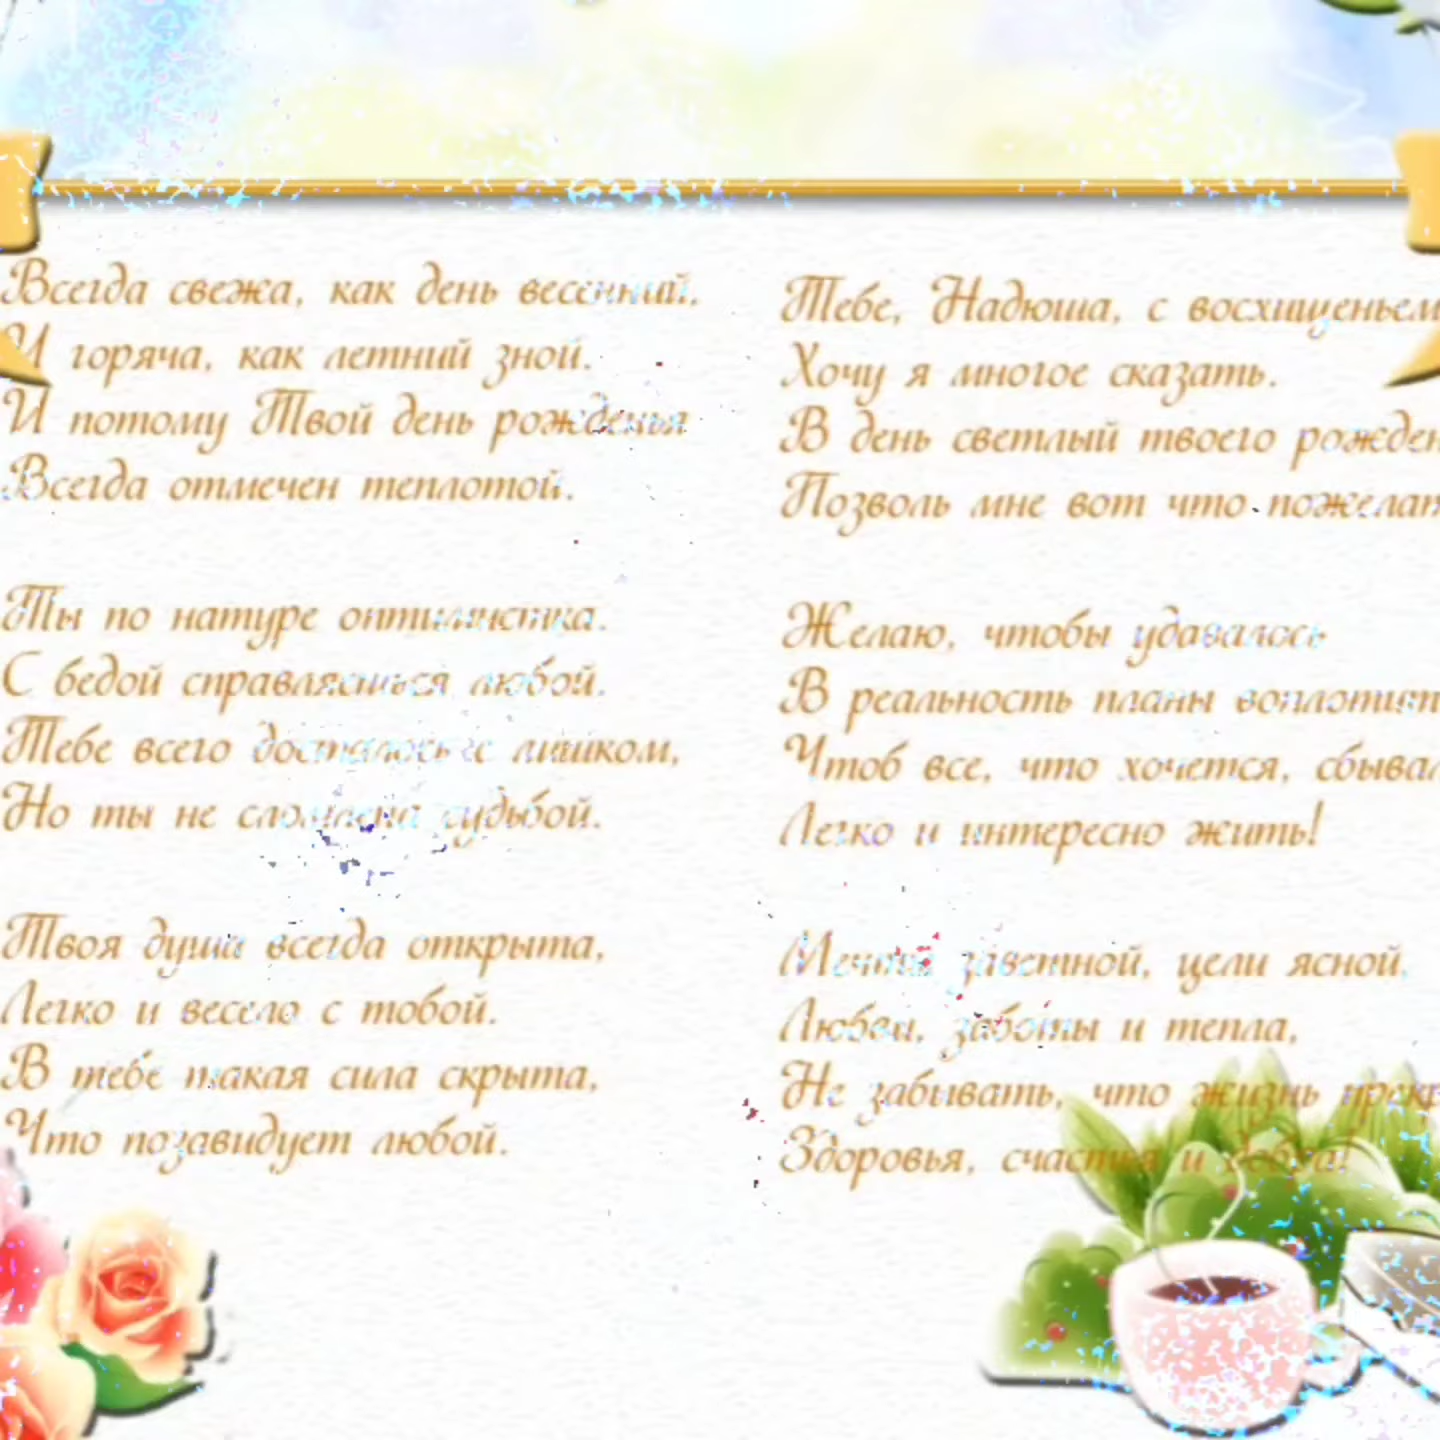 Всегда свежа, как день весенний,
И горяча, как летний зной.
И потому Твой день рожденья
Всегда отмечен теплотой.
Ты по натуре оптимистка.
С бедой справляешься любой.
Тебе всего досталось с лишком,
Но ты не сломлена судьбой.
Твоя душа всегда открыта,
Легко и весело с тобой.
В тебе такая сила скрыта,
Что позавидует любой.
Тебе, Надюша, с восхищеньем
Хочу я многое сказать.
В день светлый твоего рожден
Позволь мне вот что пожелат
Желаю, чтобы удавалось
В реальность планы воплотит
Чтоб все, что хочется, сбывал
Легко и интересно жить!
Мечты заветной, цели ясной,
Любви, заботы и тепла,
Не забывать, что жизнь прекр
Здоровья, счастья и добра!